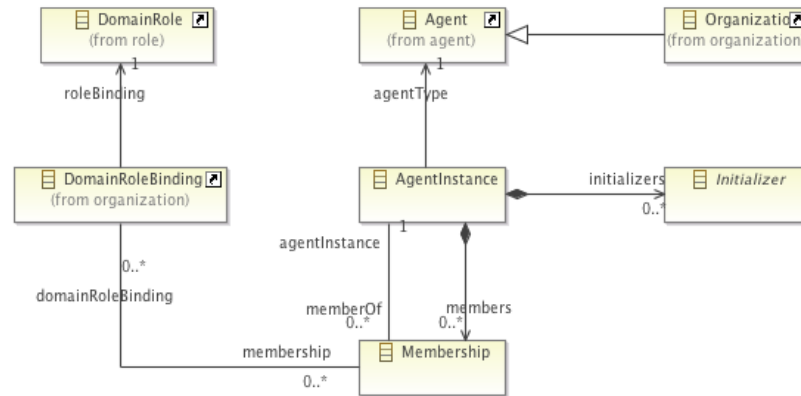 DomainRole
(from role)
Agent
(from agent)
Organizatio
(from organization
1
roleBinding
1
agentType
DomainRoleBinding
(from organization)
AgentInstance
initializers
0..*
Initializer
1
agentInstance
0..*
domainRoleBinding
memberOf
0..*
members
0..*
membership
0..*
Membership